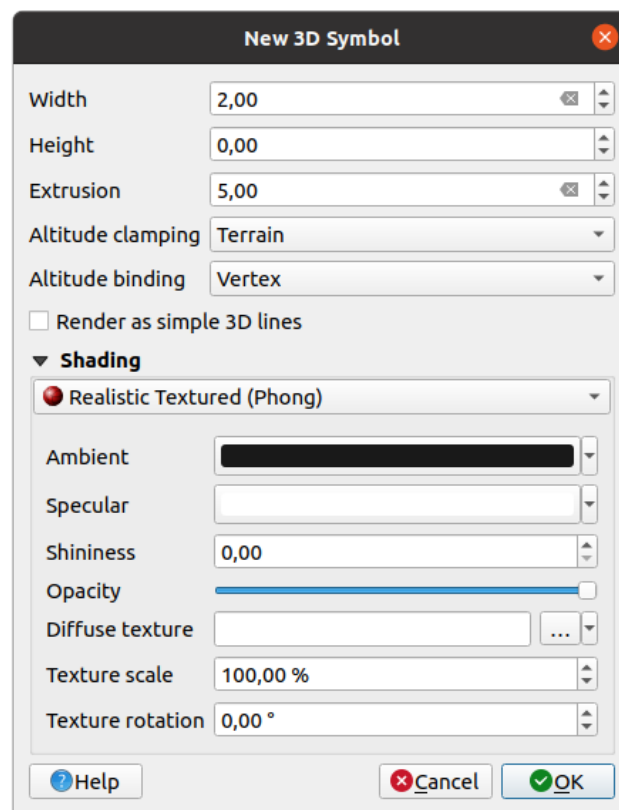 New 3D Symbol
Width 2,00
Height 0,00
Extrusion 5,00
Altitude clamping Terrain
Altitude binding Vertex
Render as simple 3D lines
Shading
Realistic Textured (Phong)
Ambient
Specular
Shininess 0,00
Opacity
Diffuse texture ...
Texture scale 100,00 %
Texture rotation 0,00 °
Help Cancel OK